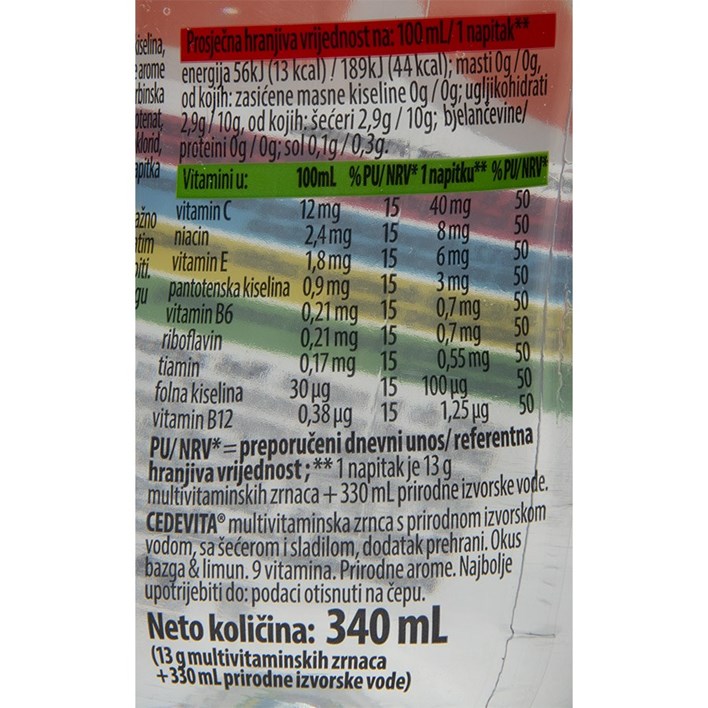 Prosječna hranjiva vrijednost na: 100 mL/ 1 napitak**
energija 56kJ (13 kcal) / 189kJ (44 kcal); masti 0g / 0g,
od kojih: zasićene masne kiseline 0g / 0g; ugljikohidrati
2,9g / 10g, od kojih: šećeri 2,9g / 10g; bjelančevine/
proteini 0g / 0g; sol 0,1g / 0,3g.
Vitamini u: 100mL %PU/NRV* 1 napitku** %PU/NRV*
vitamin C 12 mg 15 40 mg 50
niacin 2,4 mg 15 8 mg 50
vitamin E 1,8 mg 15 6 mg 50
pantotenska kiselina 0,9 mg 15 3 mg 50
vitamin B6 0,21 mg 15 0,7 mg 50
riboflavin 0,21 mg 15 0,7 mg 50
tiamin 0,17 mg 15 0,55 mg 50
folna kiselina 30 µg 15 100 µg 50
vitamin B12 0,38 µg 15 1,25 µg 50
PU/ NRV* = preporučeni dnevni unos/ referentna
hranjiva vrijednost ; ** 1 napitak je 13 g
multivitaminskih zrnaca + 330 mL prirodne izvorske vode.
CEDEVITA® multivitaminska zrnca s prirodnom izvorskom
vodom, sa šećerom i sladilom, dodatak prehrani. Okus
bazga & limun. 9 vitamina. Prirodne arome. Najbolje
upotrijebiti do: podaci otisnuti na čepu.
Neto količina: 340 mL
(13 g multivitaminskih zrnaca
+ 330 mL prirodne izvorske vode)